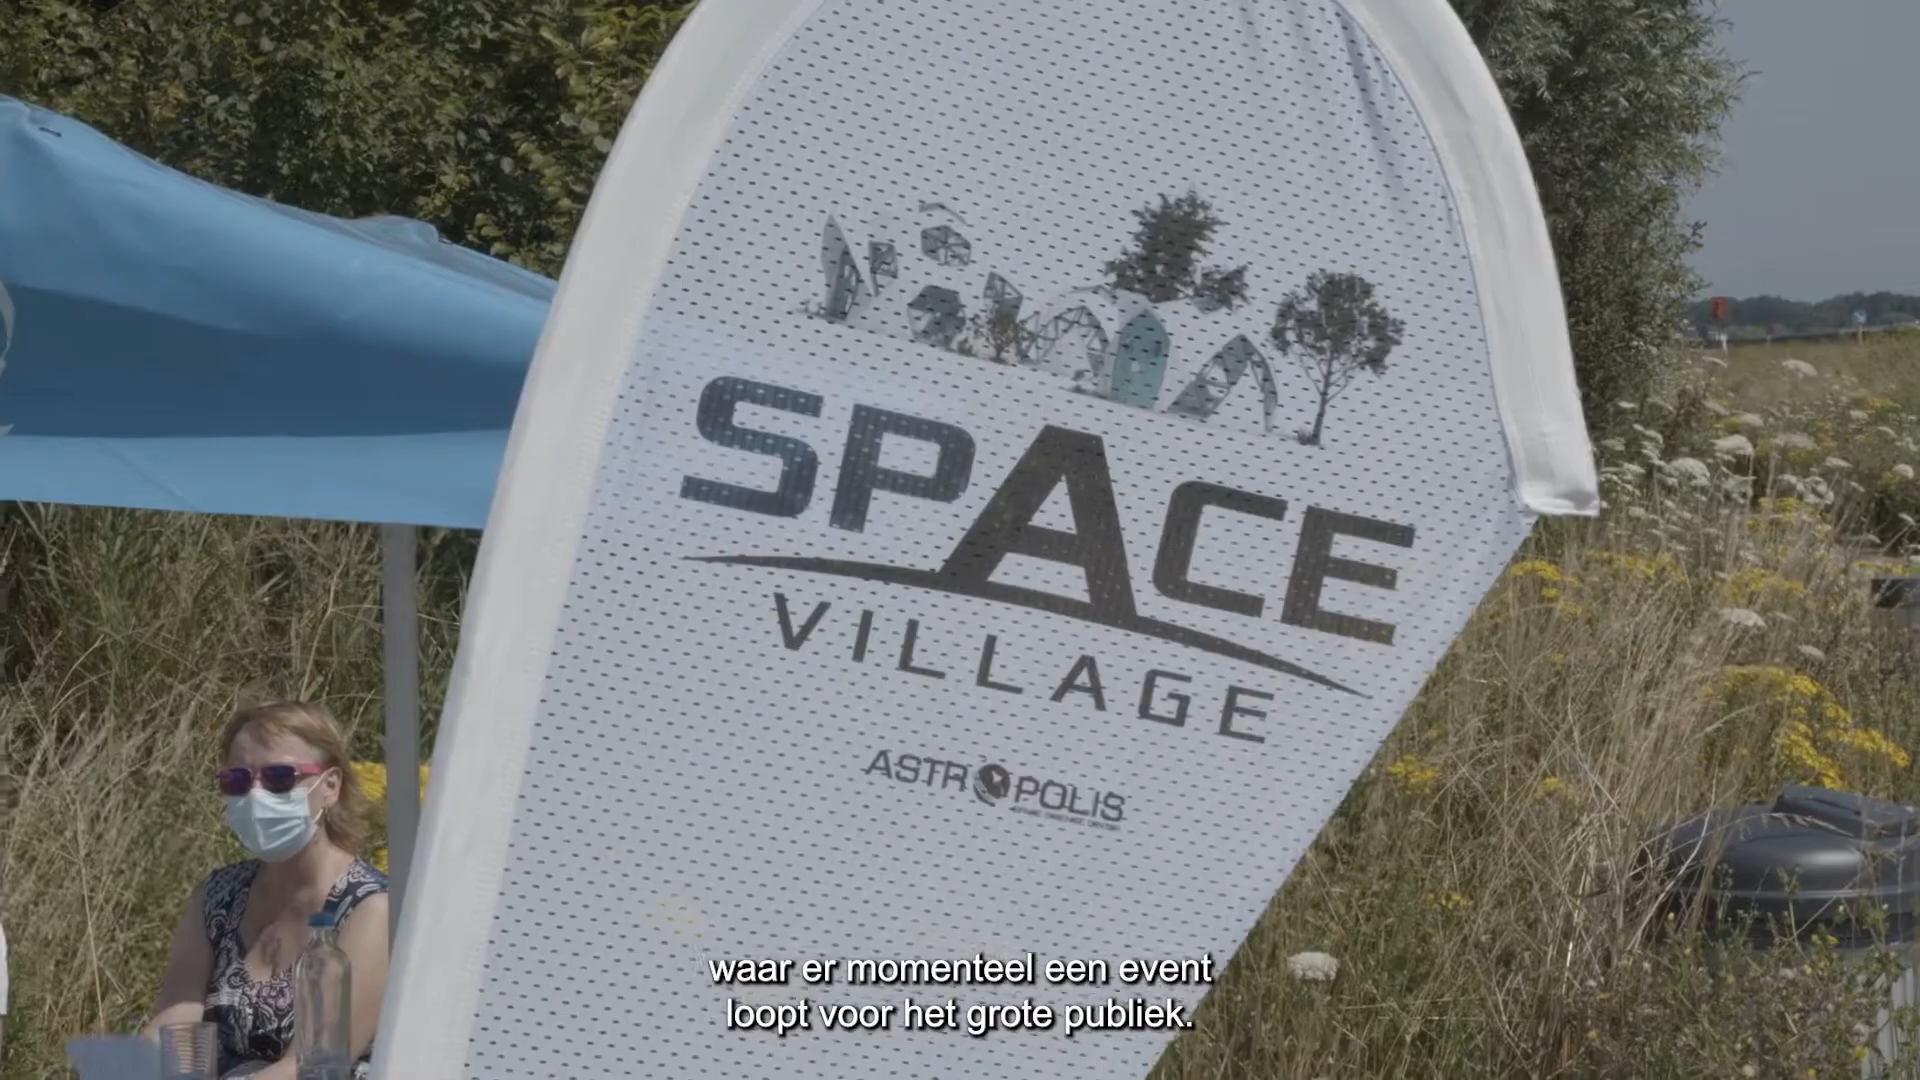 SPACE
VILLAGE
ASTROPOLIS
waar er momenteel een event
loopt voor het grote publiek.